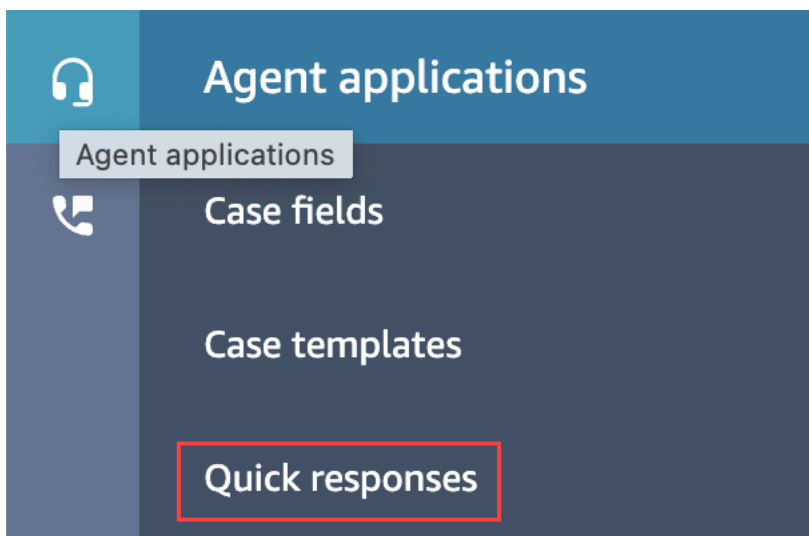 Agent applications
Agent applications
Case fields
Case templates
Quick responses